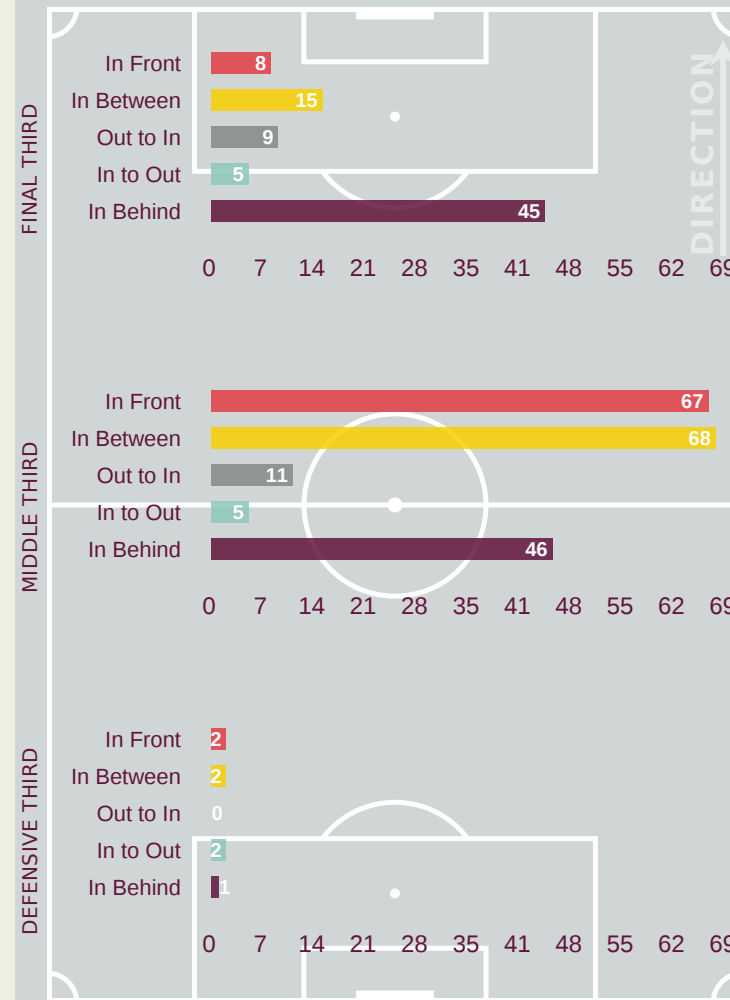 FINAL THIRD
In Front 8
In Between 15
Out to In 9
In to Out 5
In Behind 45
0 7 14 21 28 35 41 48 55 62 69
DIRECTION
MIDDLE THIRD
In Front 67
In Between 68
Out to In 11
In to Out 5
In Behind 46
0 7 14 21 28 35 41 48 55 62 69
DEFENSIVE THIRD
In Front 2
In Between 2
Out to In 0
In to Out 2
In Behind 1
0 7 14 21 28 35 41 48 55 62 69